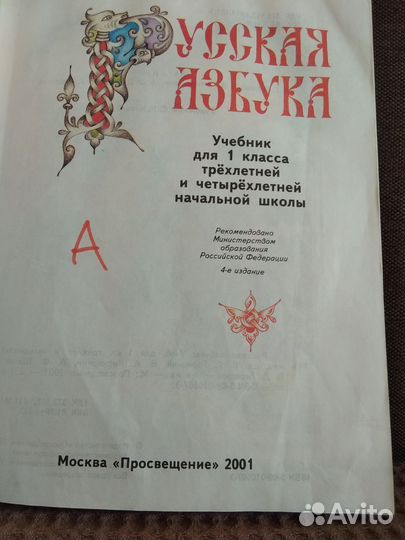 РУССКАЯ
АЗБУКА
Учебник
для 1 класса
трёхлетней
и четырёхлетней
начальной школы
Рекомендовано
Министерством
образования
Российской Федерации
4-е издание
А
Москва «Просвещение» 2001
Avito